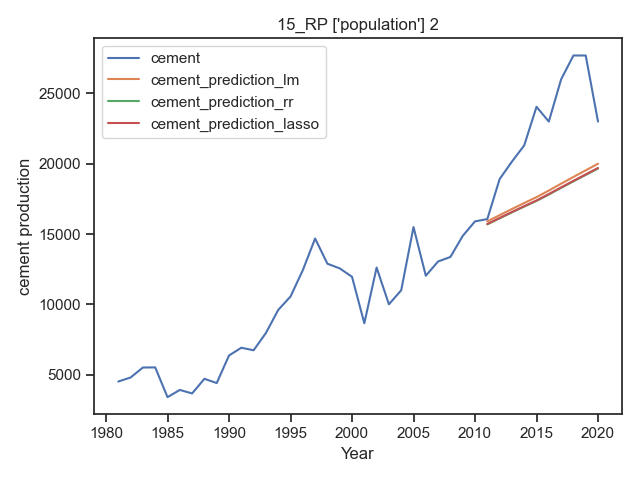 15_RP ['population'] 2
cement
cement_prediction_lm
cement_prediction_rr
cement_prediction_lasso
25000
20000
15000
10000
5000
cement production
1980 1985 1990 1995 2000 2005 2010 2015 2020
Year